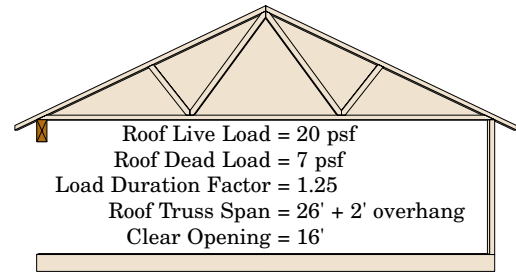 Roof Live Load = 20 psf
Roof Dead Load = 7 psf
Load Duration Factor = 1.25
Roof Truss Span = 26' + 2' overhang
Clear Opening = 16'